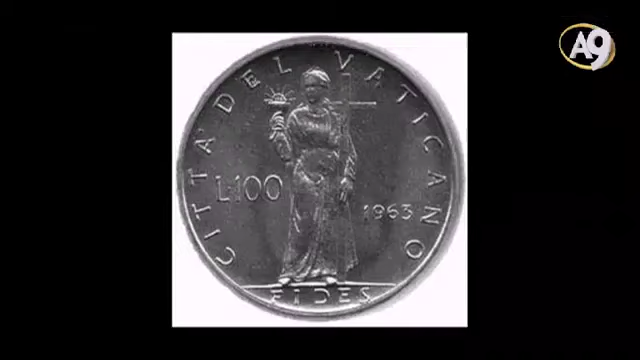 A9
CITTA' DEL VATICANO
L.100
1963
FIDES